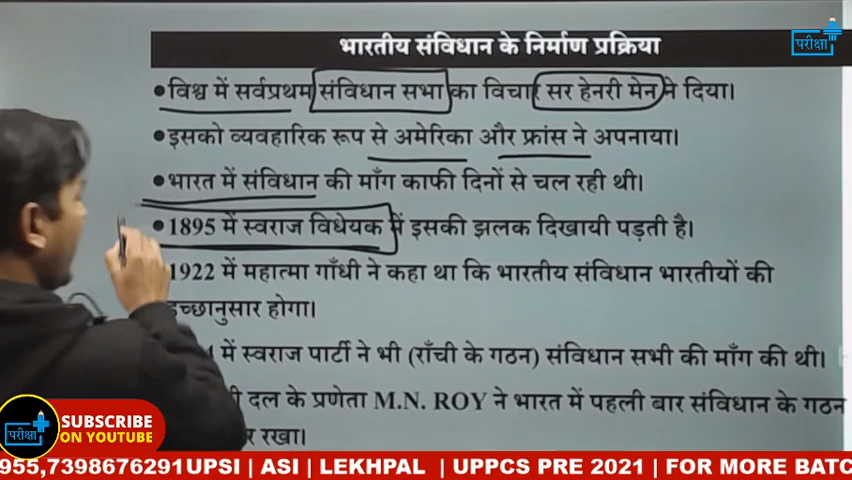 भारतीय संविधान के निर्माण प्रक्रिया
परीक्षा
•विश्व में सर्वप्रथम संविधान सभा का विचार सर हेनरी मेन ने दिया।
•इसको व्यवहारिक रूप से अमेरिका और फ्रांस ने अपनाया।
•भारत में संविधान की माँग काफी दिनों से चल रही थी।
•1895 में स्वराज विधेयक में इसकी झलक दिखायी पड़ती है।
1922 में महात्मा गाँधी ने कहा था कि भारतीय संविधान भारतीयों की
इच्छानुसार होगा।
में स्वराज पार्टी ने भी (राँची के गठन) संविधान सभी की माँग की थी।
दल के प्रणेता M.N. ROY ने भारत में पहली बार संविधान के गठन
रखा।
परीक्षा
SUBSCRIBE
ON YOUTUBE
955,7398676291UPSI | ASI | LEKHPAL | UPPCS PRE 2021 | FOR MORE BATC